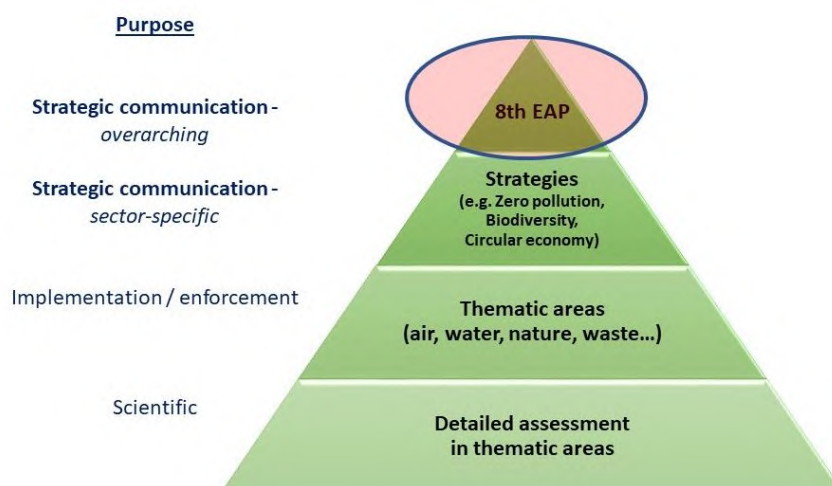 Purpose
8th EAP
Strategic communication -
overarching
Strategies
(e.g. Zero pollution,
Biodiversity,
Circular economy)
Strategic communication -
sector-specific
Thematic areas
(air, water, nature, waste...)
Implementation / enforcement
Detailed assessment
in thematic areas
Scientific